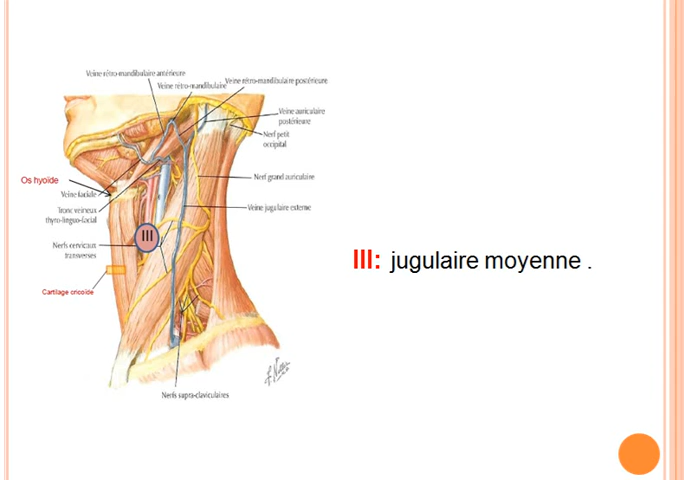 Veine rétro-mandibulaire antérieure
Veine rétro-mandibulaire
Veine rétro-mandibulaire postérieure
Veine auriculaire
postérieure
Nerf petit
occipital
Os hyoïde
Nerf grand auriculaire
Veine faciale
Tronc veineux
thyro-linguo-facial
Veine jugulaire externe
III
Nerfs cervicaux
transverses
III: jugulaire moyenne .
Cartilage cricoïde
Nerfs supra-claviculaires